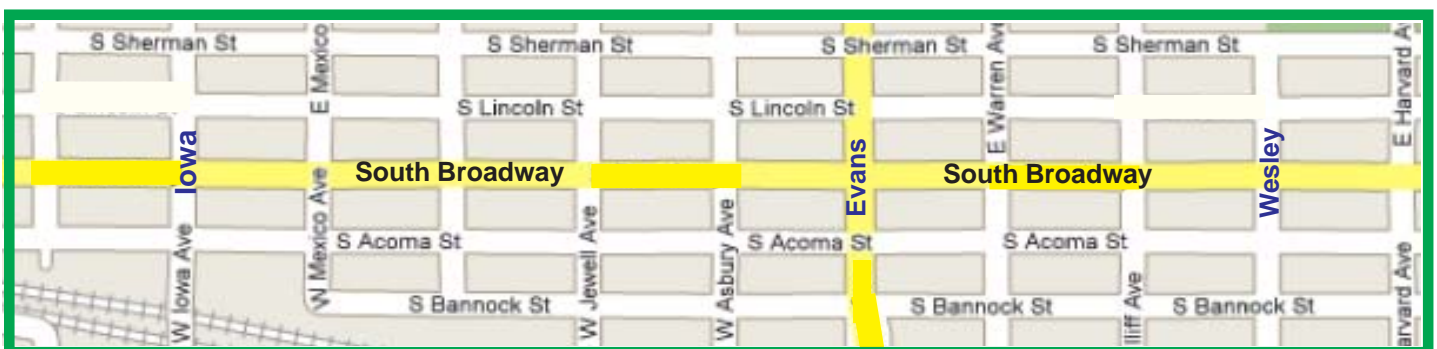 S Sherman St
S Sherman St
S Sherman St
S Sherman St
E Mexico
E Warren Ave
E Harvard Av
S Lincoln St
S Lincoln St
Iowa
South Broadway
Evans
South Broadway
Wesley
W Iowa Ave
W Mexico Ave
W Jewell Ave
W Asbury Ave
S Acoma St
S Acoma St
S Acoma St
S Bannock St
S Bannock St
S Bannock St
Iliff Ave
arvard Ave